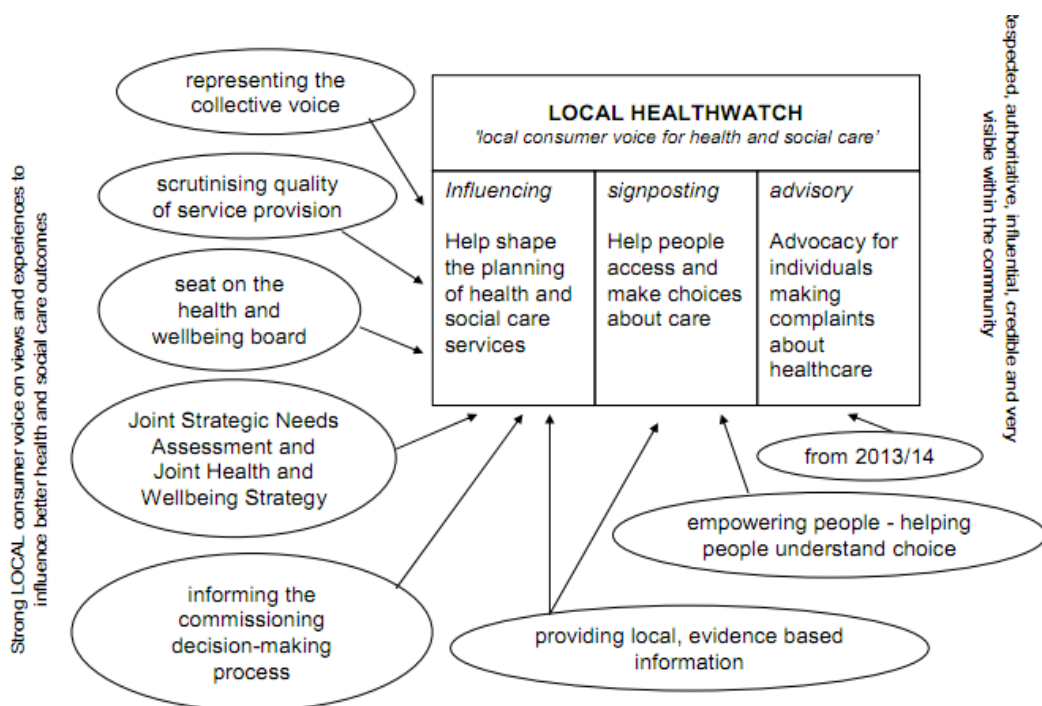 Strong LOCAL consumer voice on views and experiences to
influence better health and social care outcomes
representing the
collective voice
scrutinising quality
of service provision
seat on the
health and
wellbeing board
Joint Strategic Needs
Assessment and
Joint Health and
Wellbeing Strategy
informing the
commissioning
decision-making
process
LOCAL HEALTHWATCH
'local consumer voice for health and social care'
Influencing
Help shape
the planning
of health and
social care
services
signposting
Help people
access and
make choices
about care
advisory
Advocacy for
individuals
making
complaints
about
healthcare
from 2013/14
empowering people - helping
people understand choice
providing local, evidence based
information
espected, authoritative, influential, credible and very
visible within the community